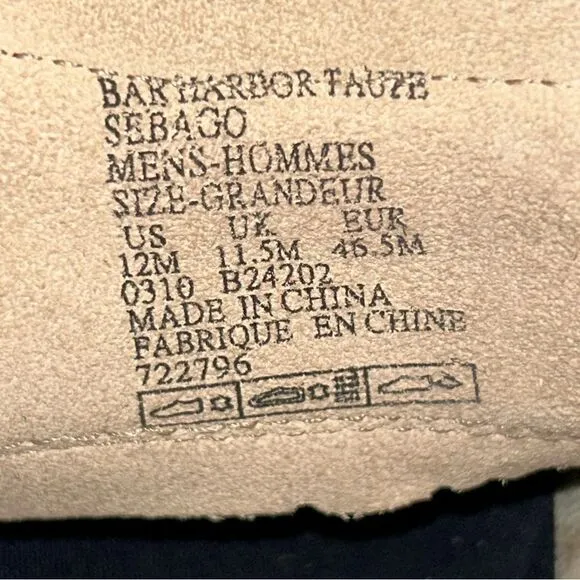 BAR HARBOR TAUPE
SEBAGO
MENS-HOMMES
SIZE-GRANDEUR
US UK EUR
12M 11.5M 46.5M
0310 B24202
MADE IN CHINA
FABRIQUE EN CHINE
722796